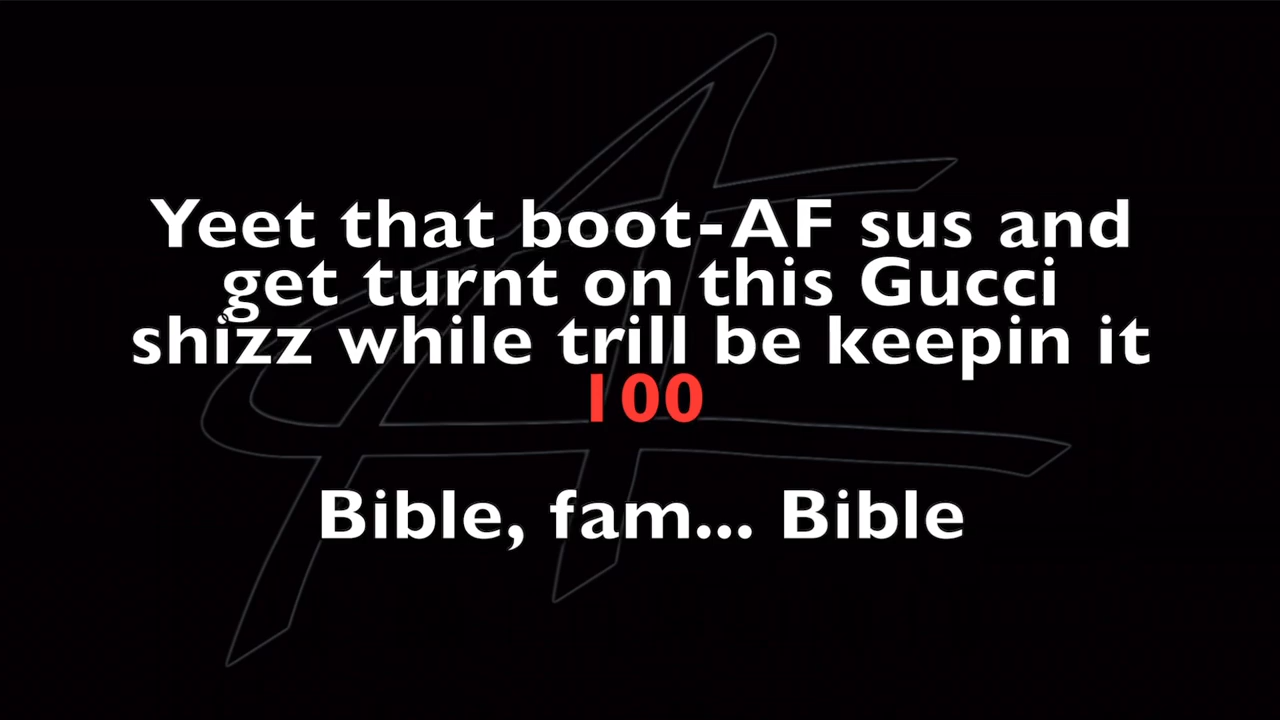 Yeet that boot-AF sus and
get turnt on this Gucci
shizz while trill be keepin it
100
Bible, fam... Bible